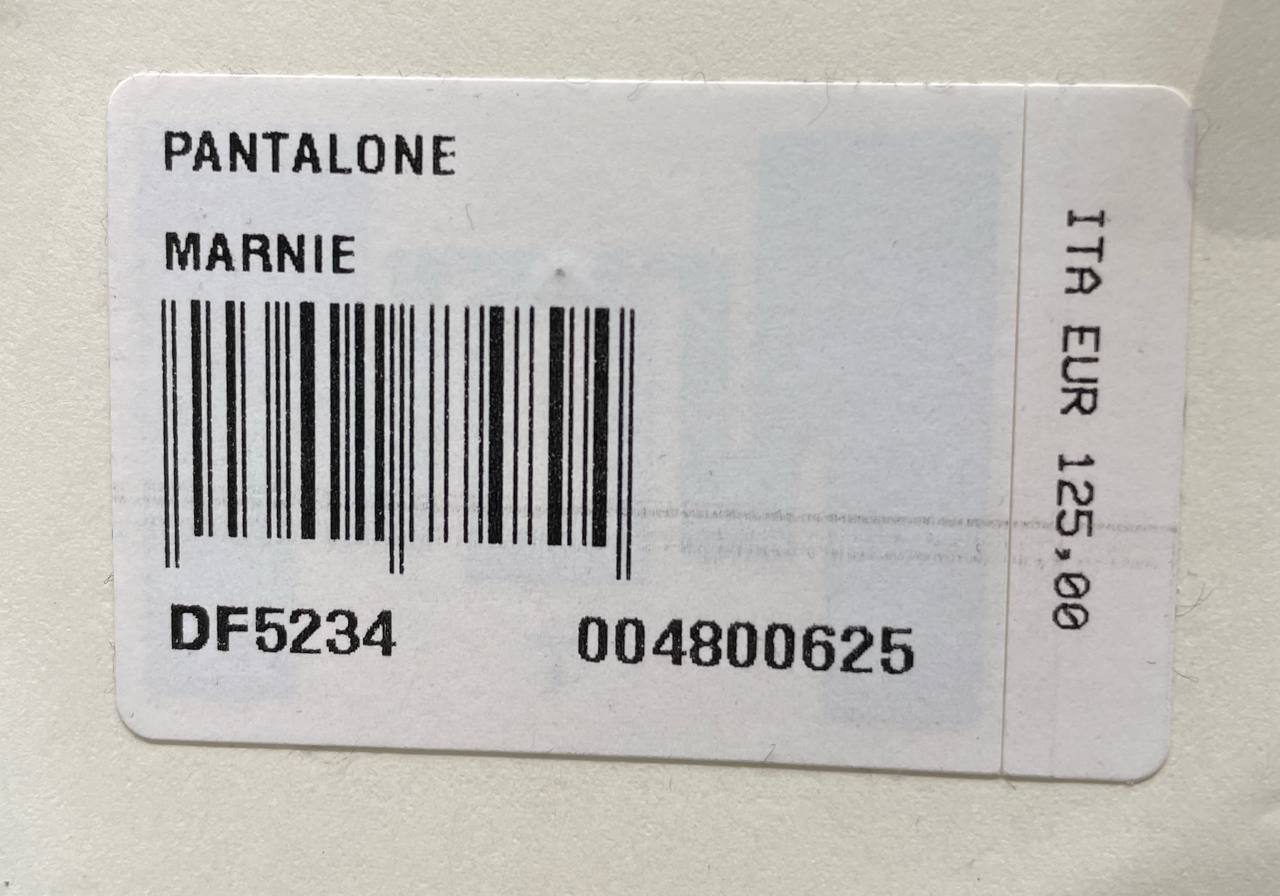 PANTALONE
MARNIE
DF5234 004800625
ITA EUR 125,00